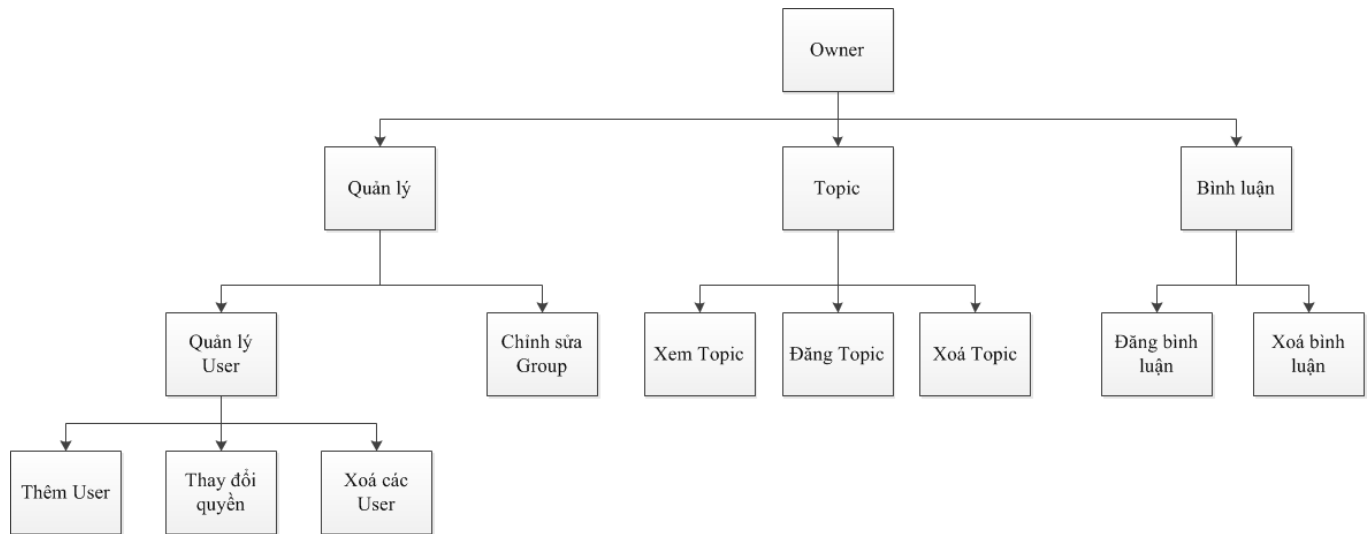 Owner
Quản lý
Topic
Bình luận
Quản lý
User
Chỉnh sửa
Group
Xem Topic
Đăng Topic
Xoá Topic
Đăng bình
luận
Xoá bình
luận
Thêm User
Thay đổi
quyền
Xoá các
User